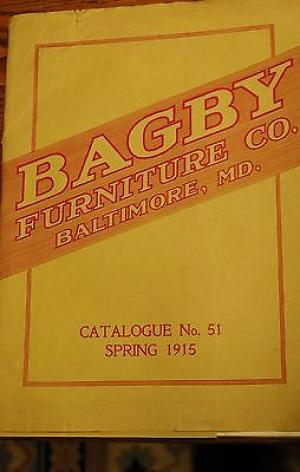 BAGBY
FURNITURE CO.
BALTIMORE, MD.
CATALOGUE No. 51
SPRING 1915